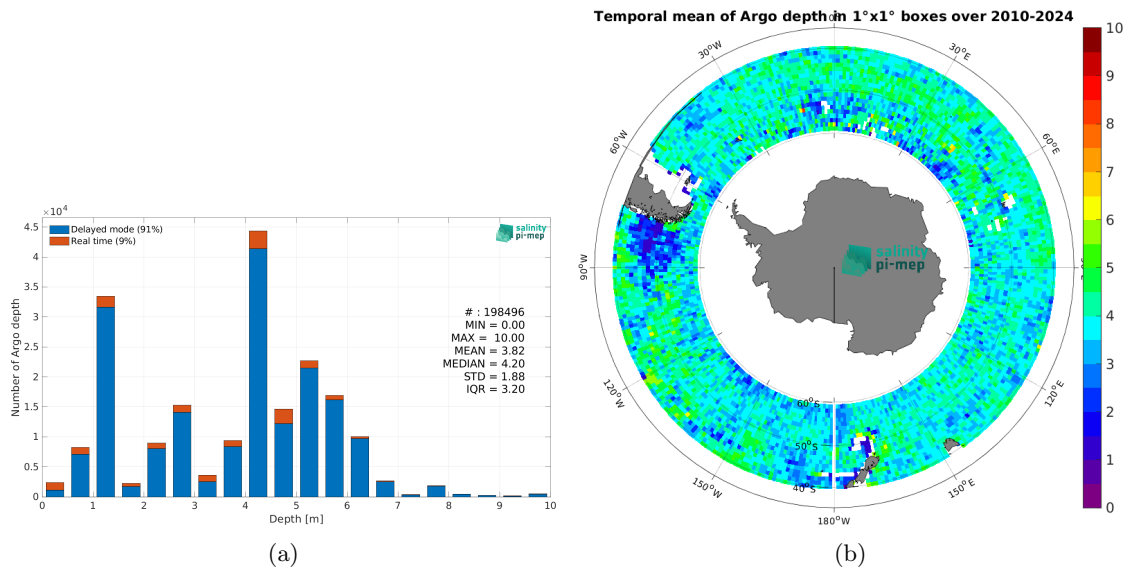 ×10⁴
4.5
4
3.5
3
2.5
2
1.5
1
0.5
0
Number of Argo depth
Delayed mode (91%)
Real time (9%)
salinity
pi-mep
# : 198496
MIN = 0.00
MAX = 10.00
MEAN = 3.82
MEDIAN = 4.20
STD = 1.88
IQR = 3.20
0 1 2 3 4 5 6 7 8 9 10
Depth [m]
(a)
Temporal mean of Argo depth in 1°x1° boxes over 2010-2024
30°W
30°E
60°W
60°E
90°W
120°W
120°E
150°W
150°E
180°W
60°S
50°S
40°S
salinity
pi-mep
10
9
8
7
6
5
4
3
2
1
0
(b)